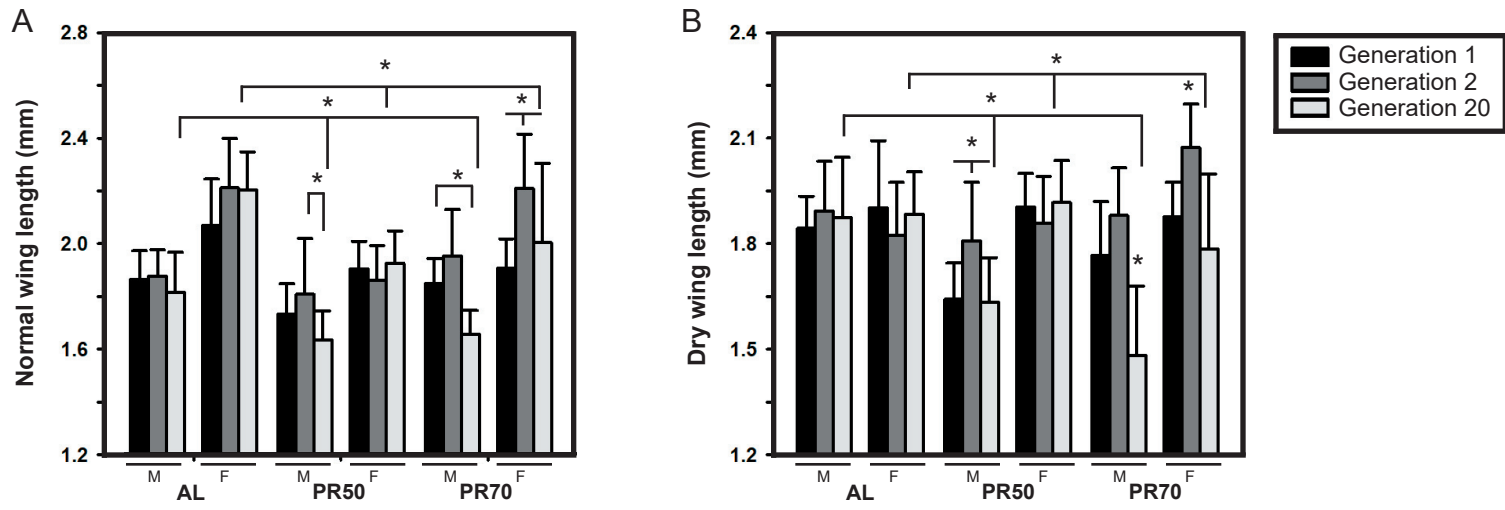 A
Normal wing length (mm)
2.8
2.4
2.0
1.6
1.2
*
*
*
*
*
M F M F M F
AL PR50 PR70
B
Dry wing length (mm)
2.4
2.1
1.8
1.5
1.2
*
*
*
*
*
M F M F M F
AL PR50 PR70
Generation 1
Generation 2
Generation 20